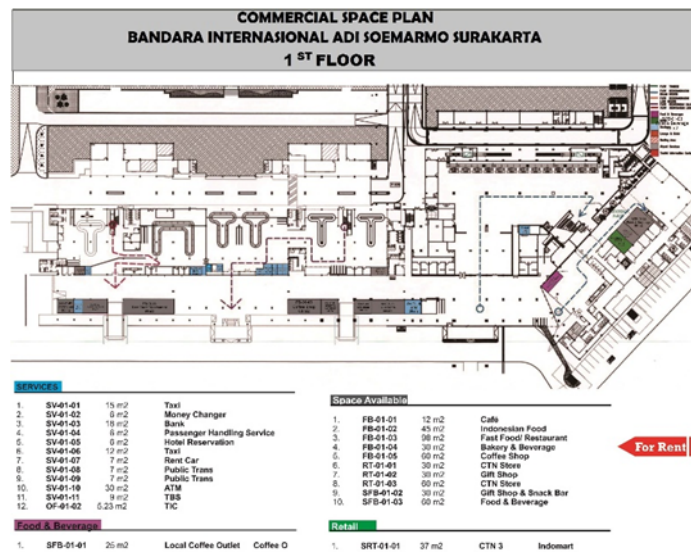 COMMERCIAL SPACE PLAN
BANDARA INTERNASIONAL ADI SOEMARMO SURAKARTA
1 ST FLOOR
SERVICES
1. SV-01-01 15 m2 Taxi
2. SV-01-02 6 m2 Money Changer
3. SV-01-03 18 m2 Bank
4. SV-01-04 6 m2 Passenger Handling Service
5. SV-01-05 6 m2 Hotel Reservation
6. SV-01-06 12 m2 Taxi
7. SV-01-07 7 m2 Rent Car
8. SV-01-08 7 m2 Public Trans
9. SV-01-09 7 m2 Public Trans
10. SV-01-10 30 m2 ATM
11. SV-01-11 9 m2 TBS
12. OF-01-02 5.23 m2 TIC
Food & Beverage
1. SFB-01-01 26 m2 Local Coffee Outlet Coffee O
Space Available
1. FB-01-01 12 m2 Café
2. FB-01-02 45 m2 Indonesian Food
3. FB-01-03 98 m2 Fast Food/ Restaurant
4. FB-01-04 30 m2 Bakery & Beverage
5. FB-01-05 60 m2 Coffee Shop
6. RT-01-01 30 m2 CTN Store
7. RT-01-02 30 m2 Gift Shop
8. RT-01-03 60 m2 CTN Store
9. SFB-01-02 30 m2 Gift Shop & Snack Bar
10. SFB-01-03 60 m2 Food & Beverage
For Rent
Retail
1. SRT-01-01 37 m2 CTN 3 Indomart